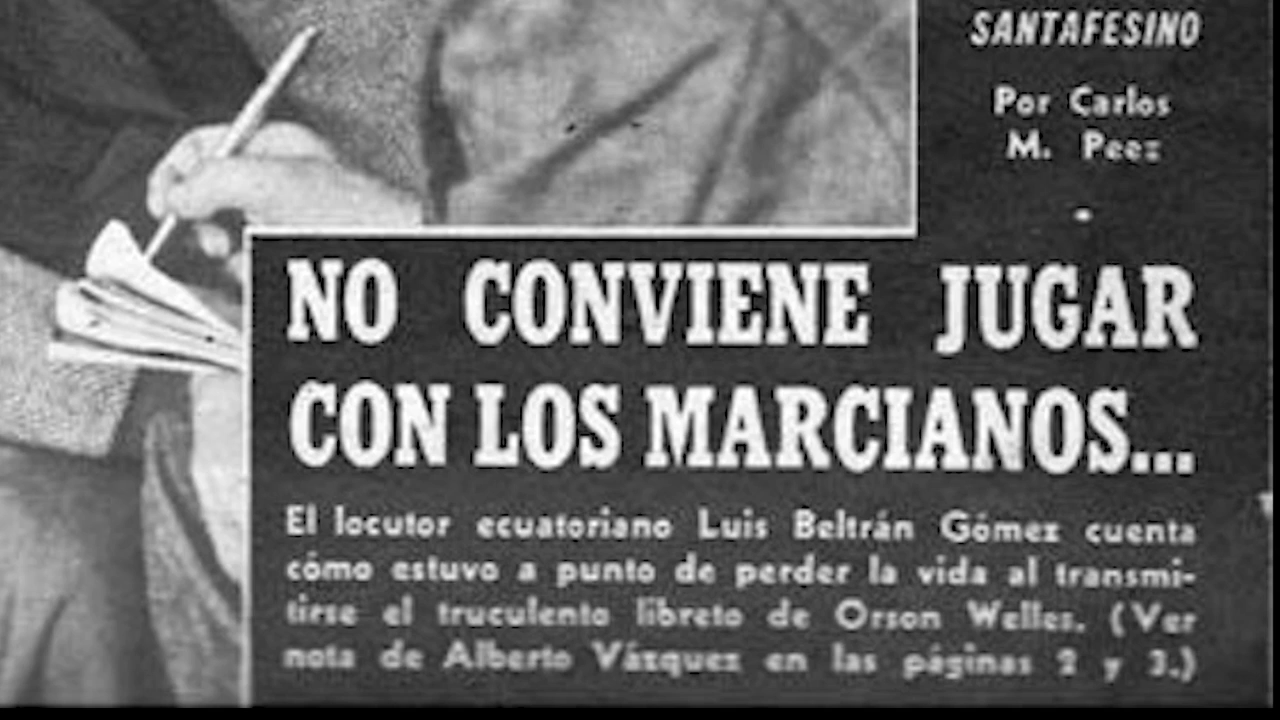 SANTAFESINO
Por Carlos
M. Peez
-
NO CONVIENE JUGAR
CON LOS MARCIANOS...
El locutor ecuatoriano Luis Beltrán Gómez cuenta
cómo estuvo a punto de perder la vida al transmi-
tirse el truculento libreto de Orson Welles. (Ver
nota de Alberto Vázquez en las páginas 2 y 3.)